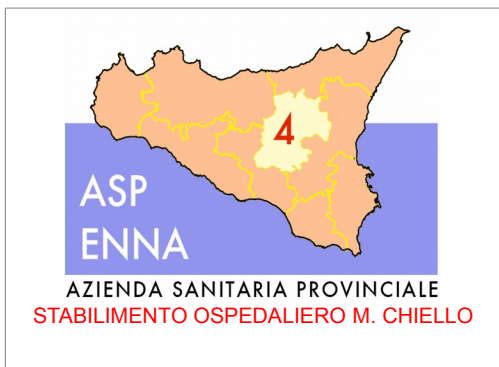 4
ASP
ENNA
AZIENDA SANITARIA PROVINCIALE
STABILIMENTO OSPEDALIERO M. CHIELLO